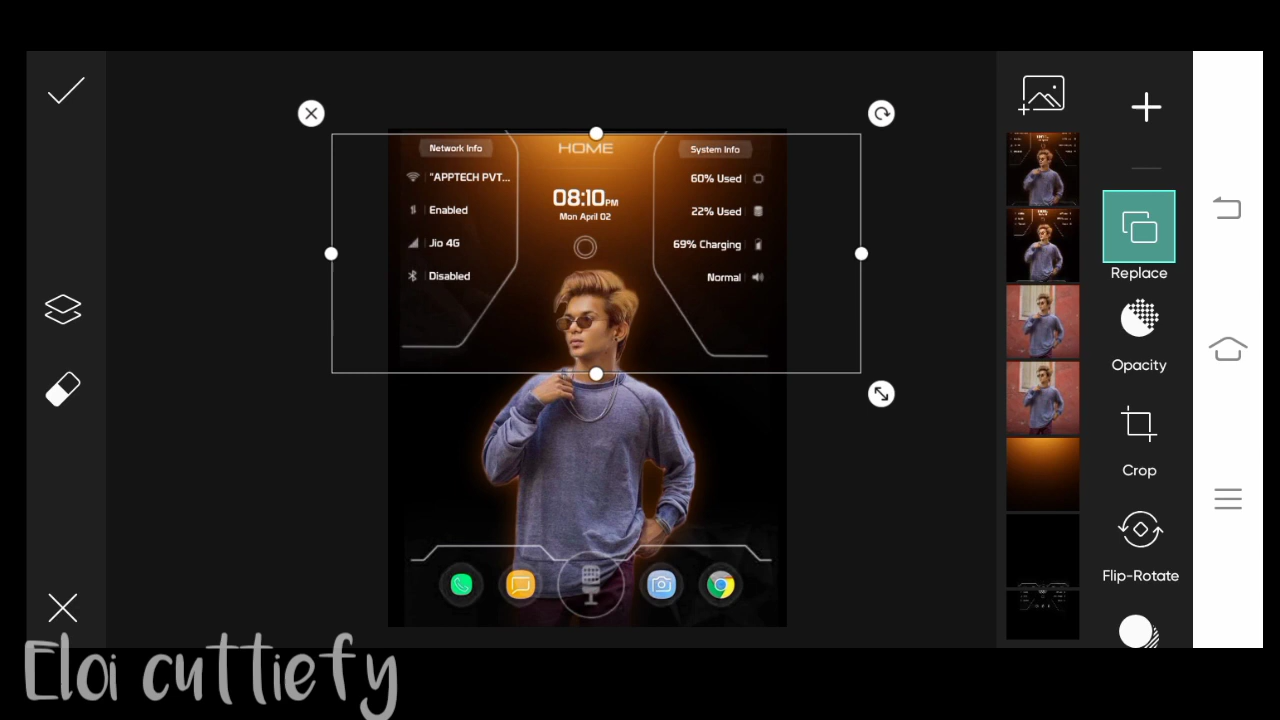 Network Info
HOME
System Info
"APPTECH PVT...
60% Used
08:10PM
Mon April 02
Enabled
22% Used
Jio 4G
69% Charging
Disabled
Normal
Replace
Opacity
Crop
Flip-Rotate
Eloi cuttiefy